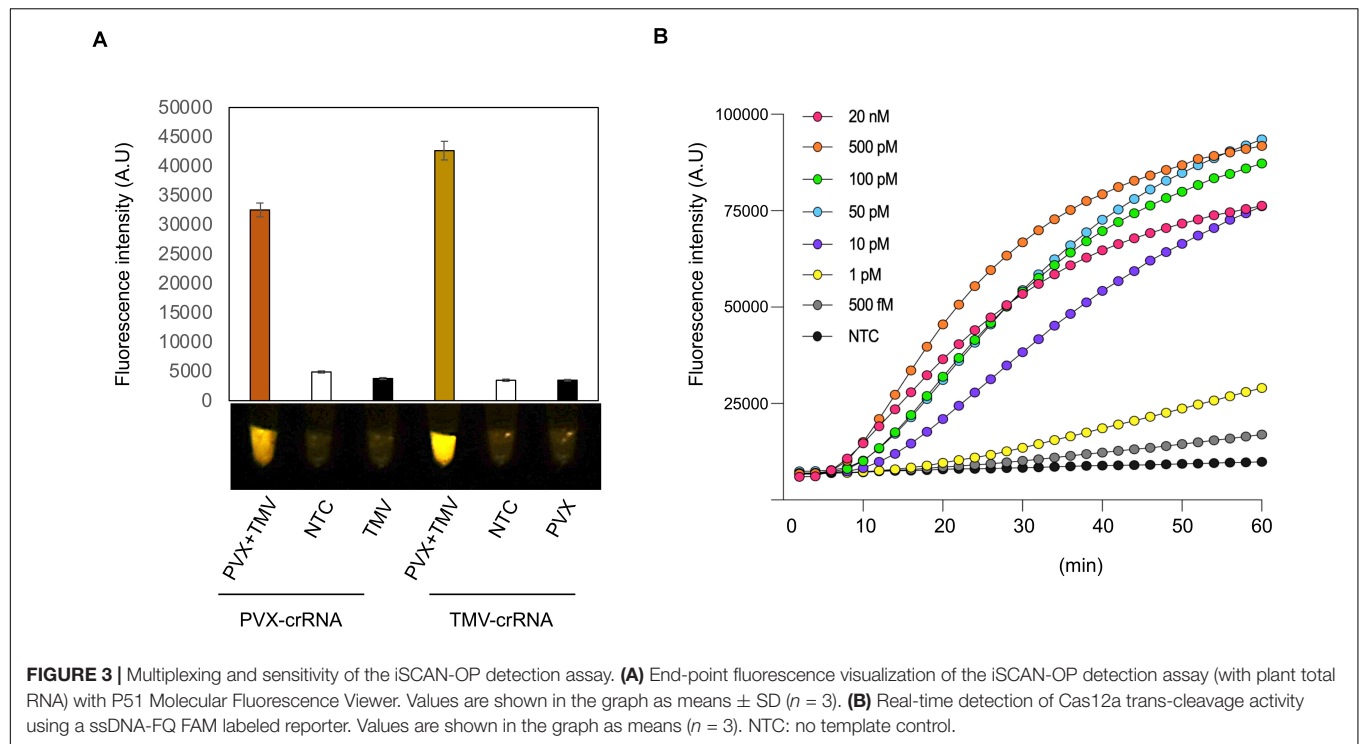 A
Fluorescence intensity (A.U)
50000
45000
40000
35000
30000
25000
20000
15000
10000
5000
0
PVX+TMV
NTC
TMV
PVX+TMV
NTC
PVX
PVX-crRNA
TMV-crRNA
B
Fluorescence intensity (A.U)
100000
75000
50000
25000
20 nM
500 pM
100 pM
50 pM
10 pM
1 pM
500 fM
NTC
0 10 20 30 40 50 60
(min)
FIGURE 3 | Multiplexing and sensitivity of the iSCAN-OP detection assay. (A) End-point fluorescence visualization of the iSCAN-OP detection assay (with plant total
RNA) with P51 Molecular Fluorescence Viewer. Values are shown in the graph as means ± SD (n = 3). (B) Real-time detection of Cas12a trans-cleavage activity
using a ssDNA-FQ FAM labeled reporter. Values are shown in the graph as means (n = 3). NTC: no template control.